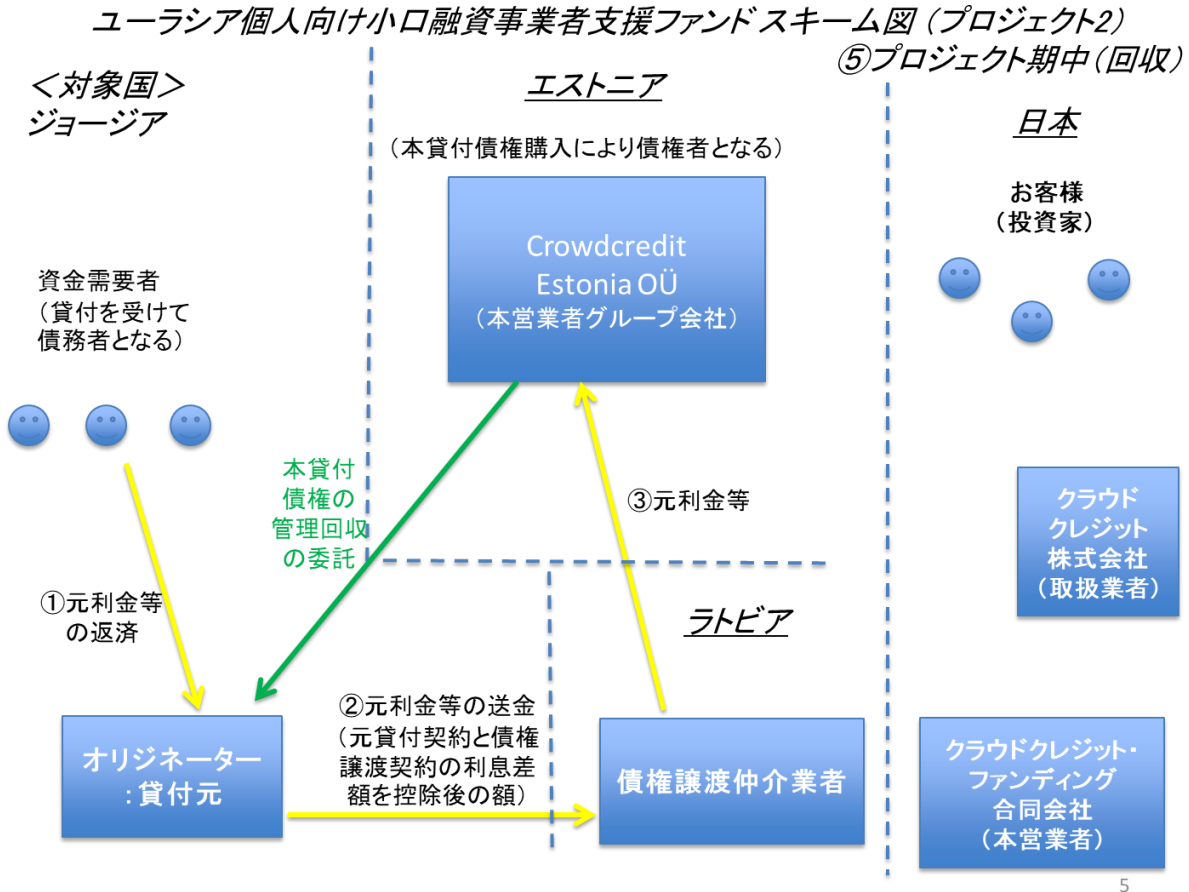 ユーラシア個人向け小口融資事業者支援ファンド スキーム図 (プロジェクト2)
⑤プロジェクト期中(回収)
<対象国>
ジョージア
エストニア
日本
(本貸付債権購入により債権者となる)
お客様
(投資家)
Crowdcredit
Estonia OÜ
(本営業者グループ会社)
資金需要者
(貸付を受けて
債務者となる)
本貸付
債権の
管理回収
の委託
③元利金等
クラウド
クレジット
株式会社
(取扱業者)
①元利金等
の返済
ラトビア
②元利金等の送金
(元貸付契約と債権
譲渡契約の利息差
額を控除後の額)
オリジネーター
:貸付元
債権譲渡仲介業者
クラウドクレジット・
ファンディング
合同会社
(本営業者)
5